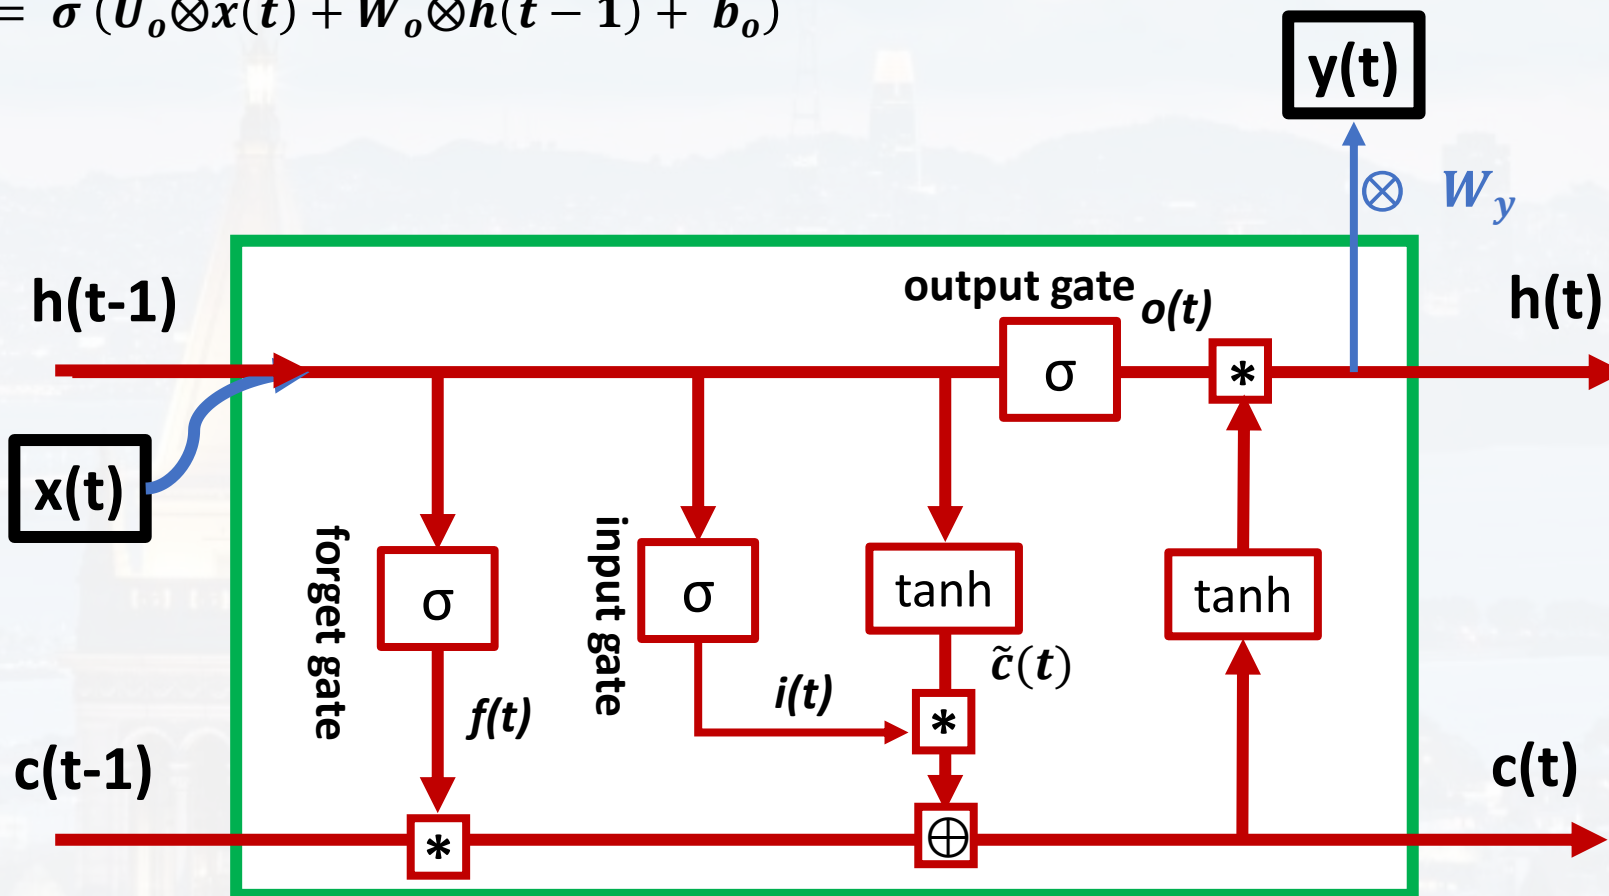 = σ (U_o⊗x(t) + W_o⊗h(t − 1) + b_o)
y(t)
⊗ W_y
h(t-1)
output gate o(t)
h(t)
σ
*
x(t)
forget gate
σ
input gate
σ
tanh
tanh
c̃(t)
f(t)
i(t)
*
c(t-1)
c(t)
*
⊕